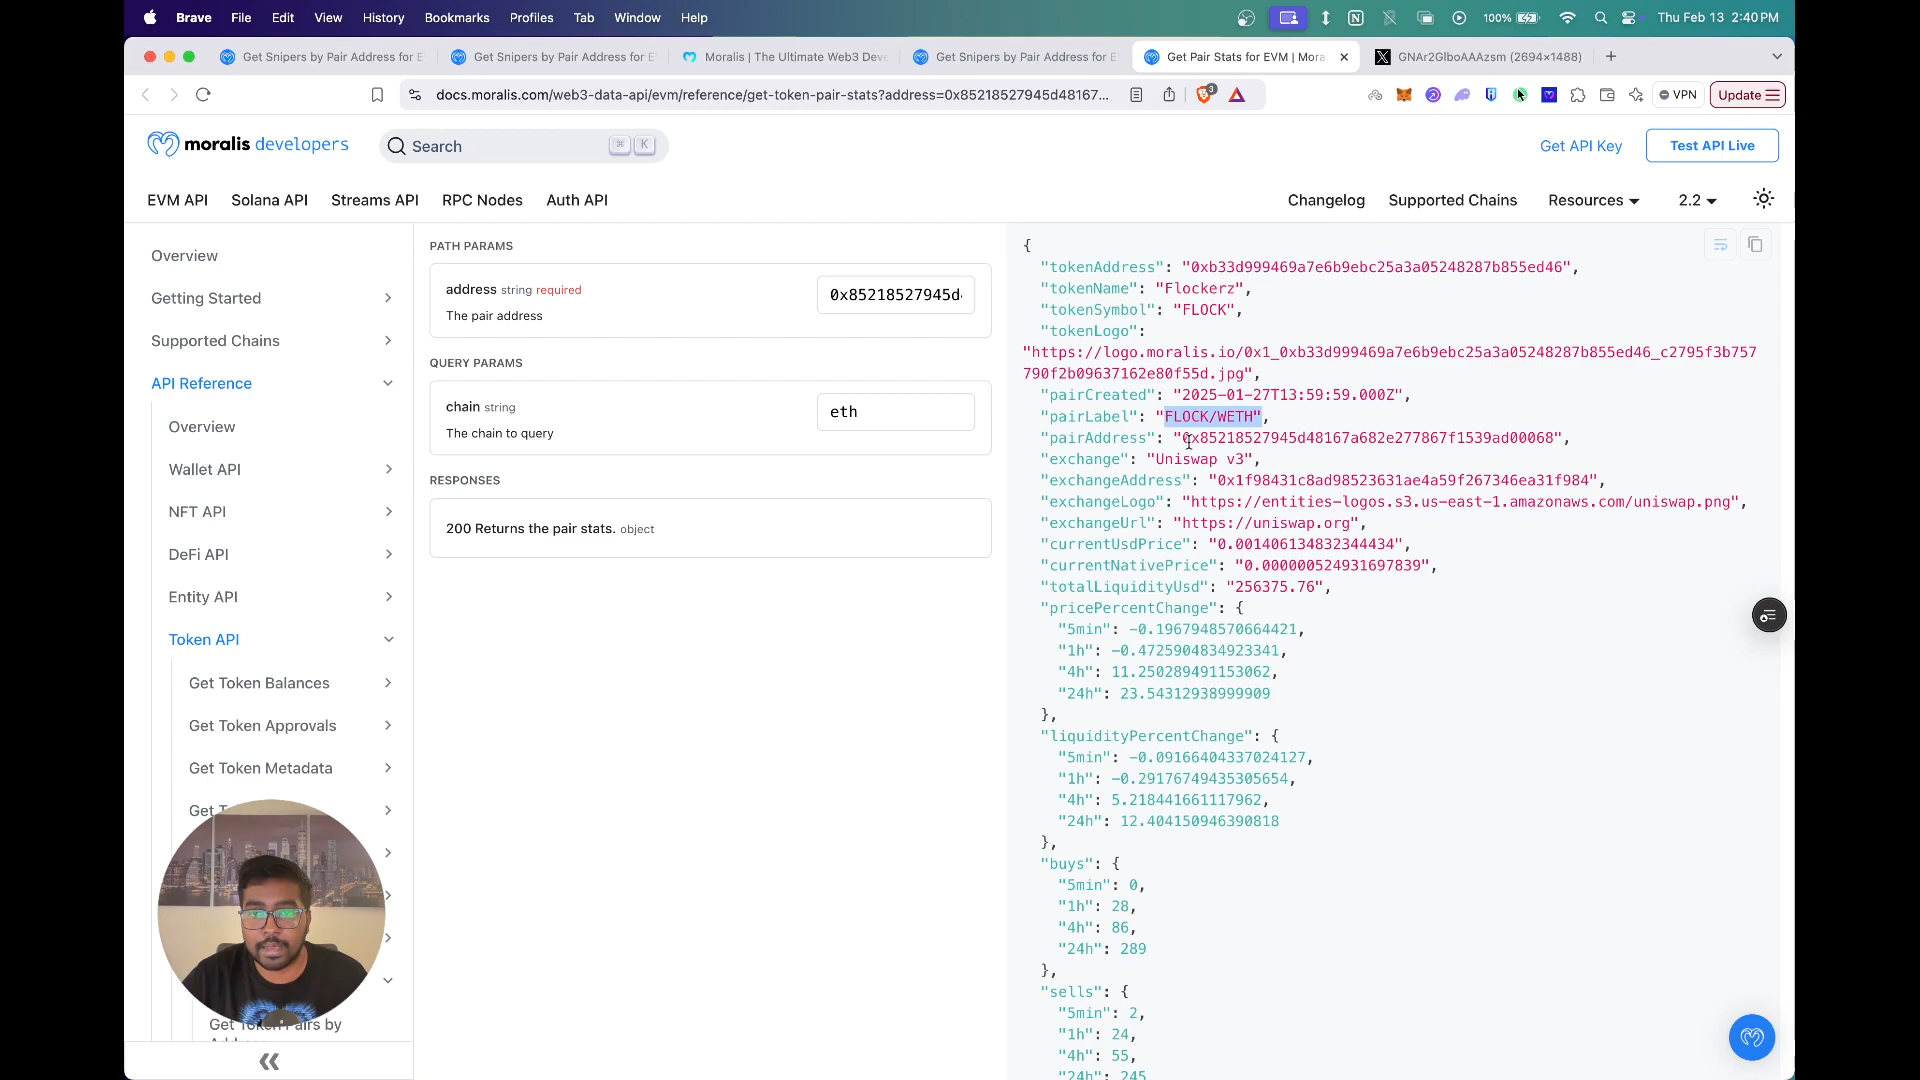 Brave File Edit View History Bookmarks Profiles Tab Window Help
100% Thu Feb 13 2:40 PM
Get Snipers by Pair Address for E
Get Snipers by Pair Address for E
Moralis | The Ultimate Web3 Deve
Get Snipers by Pair Address for E
Get Pair Stats for EVM | Mora
GNAr2GlboAAAzsm (2694×1488)
docs.moralis.com/web3-data-api/evm/reference/get-token-pair-stats?address=0x85218527945d48167...
3
VPN
Update
moralis developers
Search
⌘ K
Get API Key
Test API Live
EVM API Solana API Streams API RPC Nodes Auth API
Changelog Supported Chains Resources 2.2
Overview
Getting Started
Supported Chains
API Reference
Overview
Wallet API
NFT API
DeFi API
Entity API
Token API
Get Token Balances
Get Token Approvals
Get Token Metadata
Get
Get Token Pairs by
PATH PARAMS
address string required
The pair address
0x85218527945d
QUERY PARAMS
chain string
The chain to query
eth
RESPONSES
200 Returns the pair stats. object
{
"tokenAddress": "0xb33d999469a7e6b9ebc25a3a05248287b855ed46",
"tokenName": "Flockerz",
"tokenSymbol": "FLOCK",
"tokenLogo":
"https://logo.moralis.io/0x1_0xb33d999469a7e6b9ebc25a3a05248287b855ed46_c2795f3b757
790f2b09637162e80f55d.jpg",
"pairCreated": "2025-01-27T13:59:59.000Z",
"pairLabel": "FLOCK/WETH",
"pairAddress": "0x85218527945d48167a682e277867f1539ad00068",
"exchange": "Uniswap v3",
"exchangeAddress": "0x1f98431c8ad98523631ae4a59f267346ea31f984",
"exchangeLogo": "https://entities-logos.s3.us-east-1.amazonaws.com/uniswap.png",
"exchangeUrl": "https://uniswap.org",
"currentUsdPrice": "0.001406134832344434",
"currentNativePrice": "0.000000524931697839",
"totalLiquidityUsd": "256375.76",
"pricePercentChange": {
"5min": -0.1967948570664421,
"1h": -0.4725904834923341,
"4h": 11.250289491153062,
"24h": 23.54312938999909
},
"liquidityPercentChange": {
"5min": -0.09166404337024127,
"1h": -0.29176749435305654,
"4h": 5.218441661117962,
"24h": 12.404150946390818
},
"buys": {
"5min": 0,
"1h": 28,
"4h": 86,
"24h": 289
},
"sells": {
"5min": 2,
"1h": 24,
"4h": 55,
"24h": 245